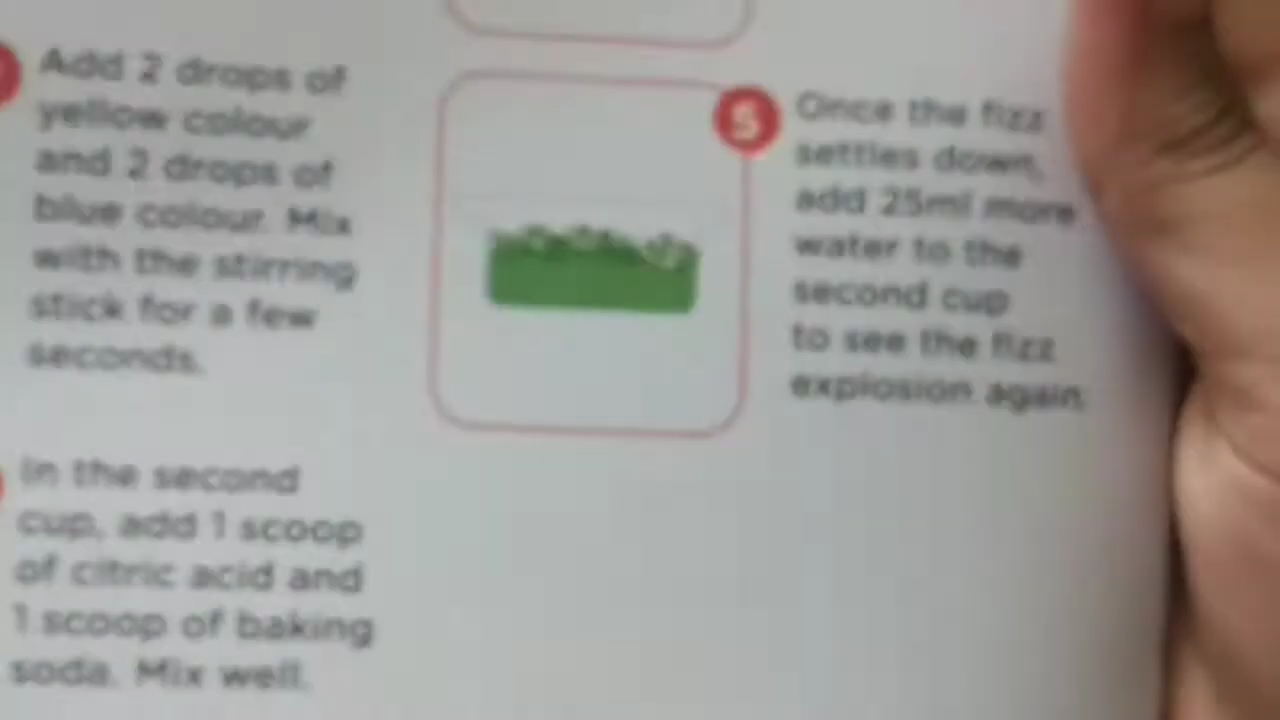 Add 2 drops of
yellow colour
and 2 drops of
blue colour. Mix
with the stirring
stick for a few
seconds.
In the second
cup, add 1 scoop
of citric acid and
1 scoop of baking
soda. Mix well.
5
Once the fizz
settles down,
add 25ml more
water to the
second cup
to see the fizz
explosion again